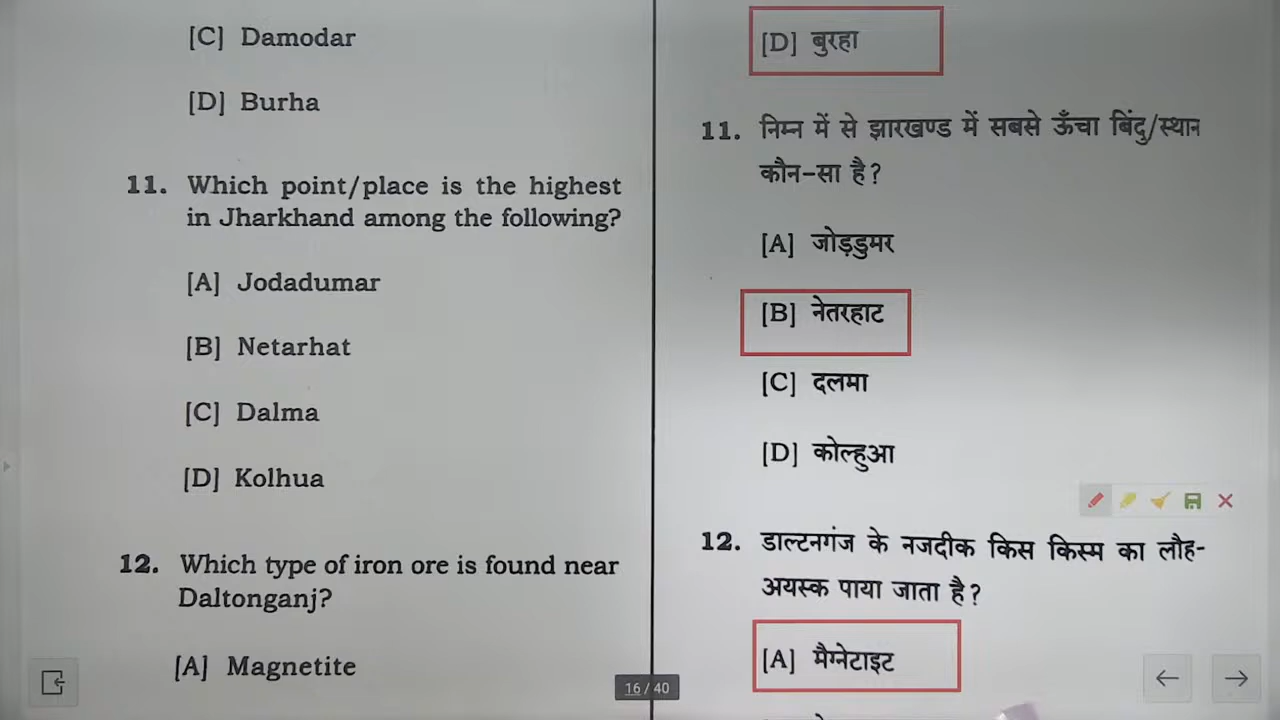 [C] Damodar
[D] Burha
11. Which point/place is the highest
in Jharkhand among the following?
[A] Jodadumar
[B] Netarhat
[C] Dalma
[D] Kolhua
12. Which type of iron ore is found near
Daltonganj?
[A] Magnetite
[D] बुरहा
11. निम्न में से झारखण्ड में सबसे ऊँचा बिंदु/स्थान
कौन-सा है?
[A] जोड़डुमर
[B] नेतरहाट
[C] दलमा
[D] कोल्हुआ
12. डाल्टनगंज के नजदीक किस किस्म का लौह-
अयस्क पाया जाता है?
[A] मैग्नेटाइट
16 / 40